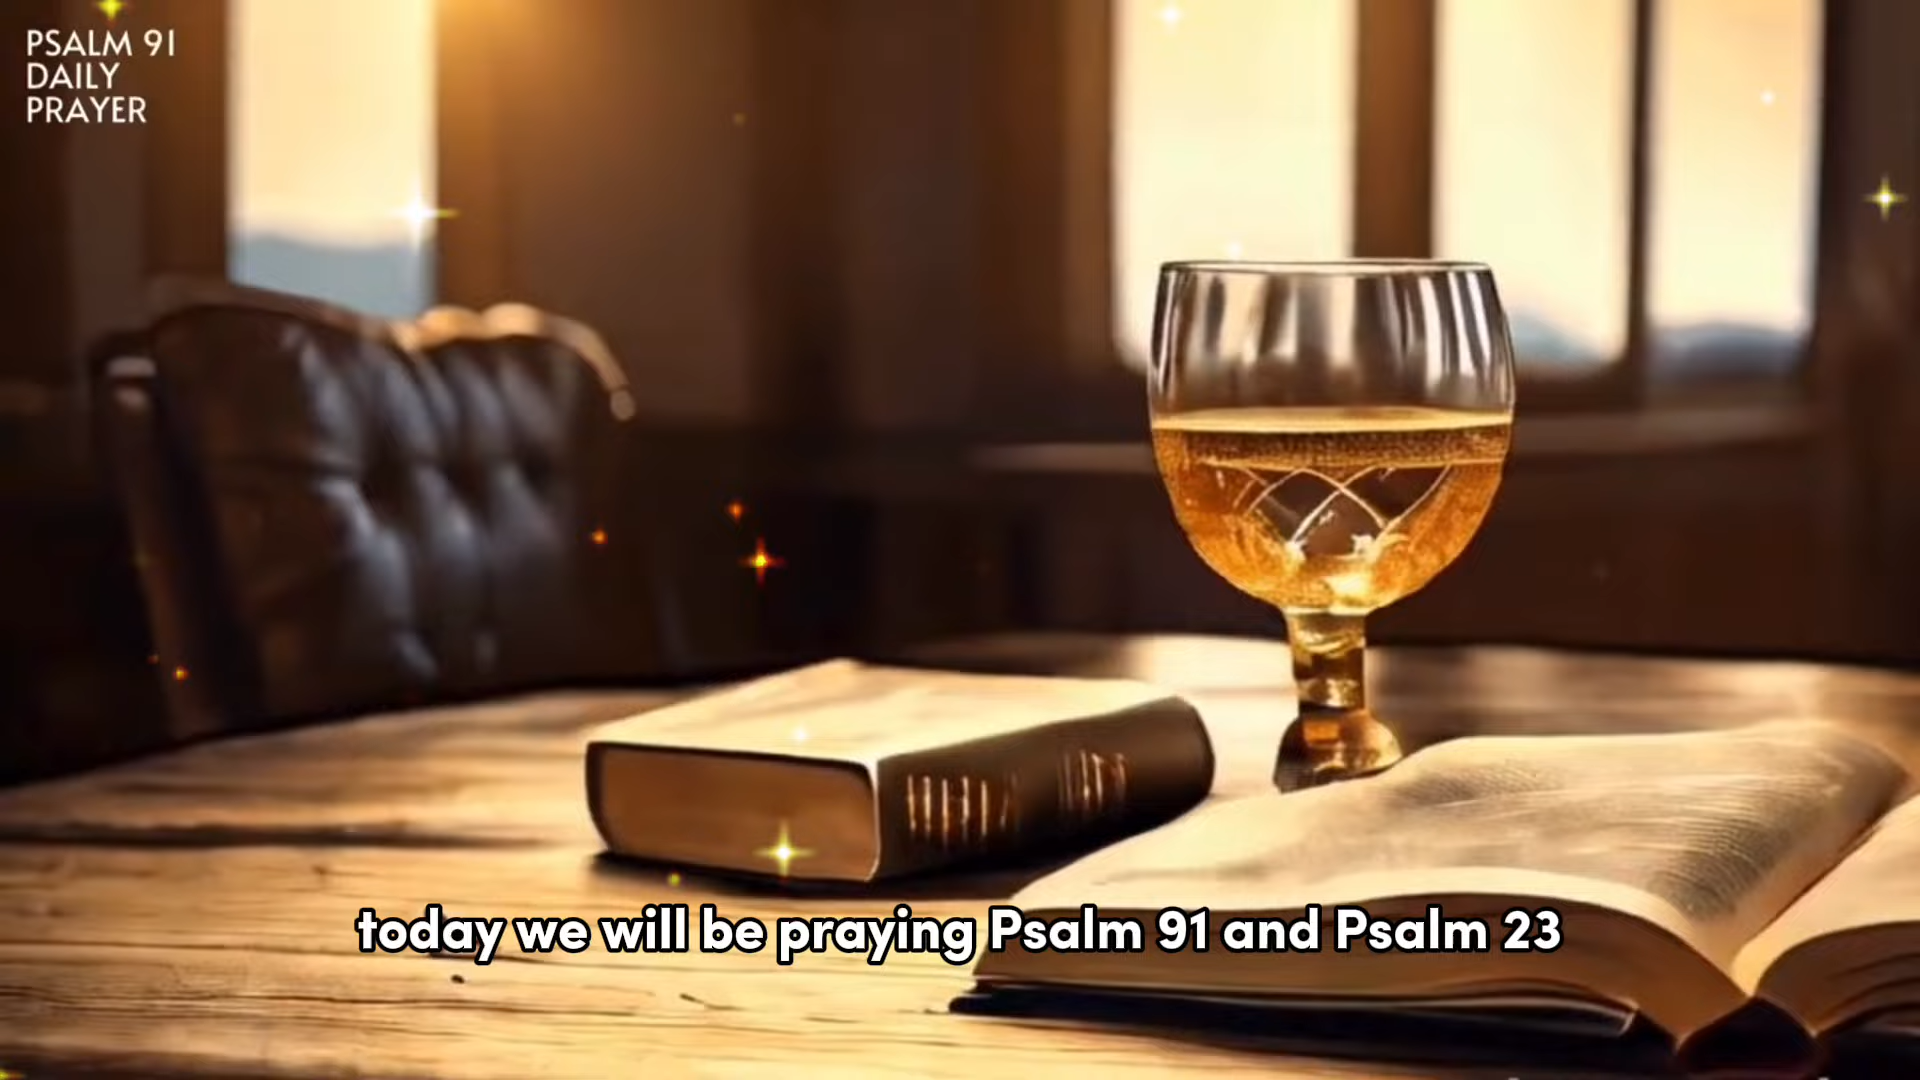 PSALM 91
DAILY
PRAYER
today we will be praying Psalm 91 and Psalm 23